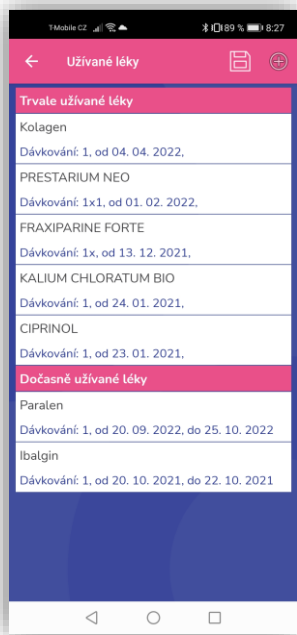 T-Mobile CZ 89 % 8:27
Užívané léky
Trvale užívané léky
Kolagen
Dávkování: 1, od 04. 04. 2022,
PRESTARIUM NEO
Dávkování: 1x1, od 01. 02. 2022,
FRAXIPARINE FORTE
Dávkování: 1x, od 13. 12. 2021,
KALIUM CHLORATUM BIO
Dávkování: 1, od 24. 01. 2021,
CIPRINOL
Dávkování: 1, od 23. 01. 2021,
Dočasně užívané léky
Paralen
Dávkování: 1, od 20. 09. 2022, do 25. 10. 2022
Ibalgin
Dávkování: 1, od 20. 10. 2021, do 22. 10. 2021